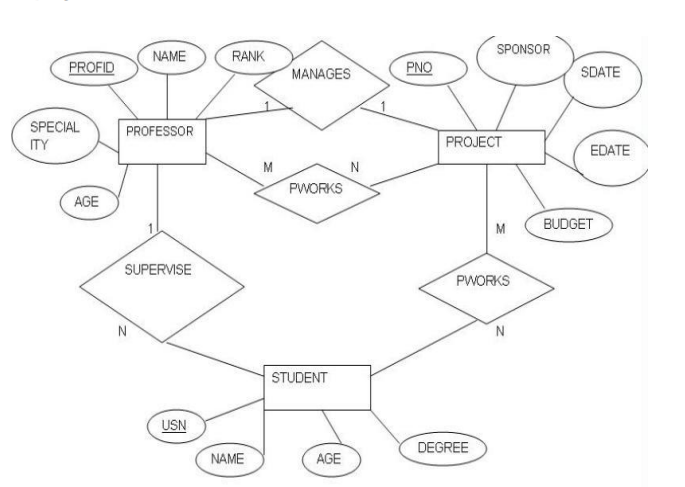 SPONSOR
NAME
RANK
PROFID
MANAGES
PNO
SDATE
1
1
SPECIAL
ITY
PROFESSOR
PROJECT
EDATE
M
N
PWORKS
AGE
BUDGET
1
M
SUPERVISE
PWORKS
N
N
STUDENT
USN
DEGREE
NAME
AGE